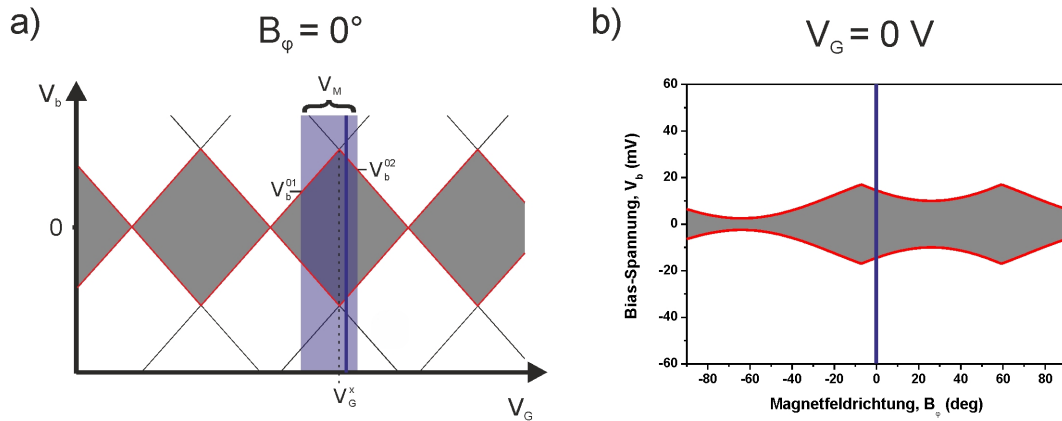 a)
B_φ = 0°
V_b
V_M
V_b^01
V_b^02
0
V_G^x
V_G
b)
V_G = 0 V
Bias-Spannung, V_b (mV)
60
40
20
0
-20
-40
-60
-80 -60 -40 -20 0 20 40 60 80
Magnetfeldrichtung, B_φ (deg)